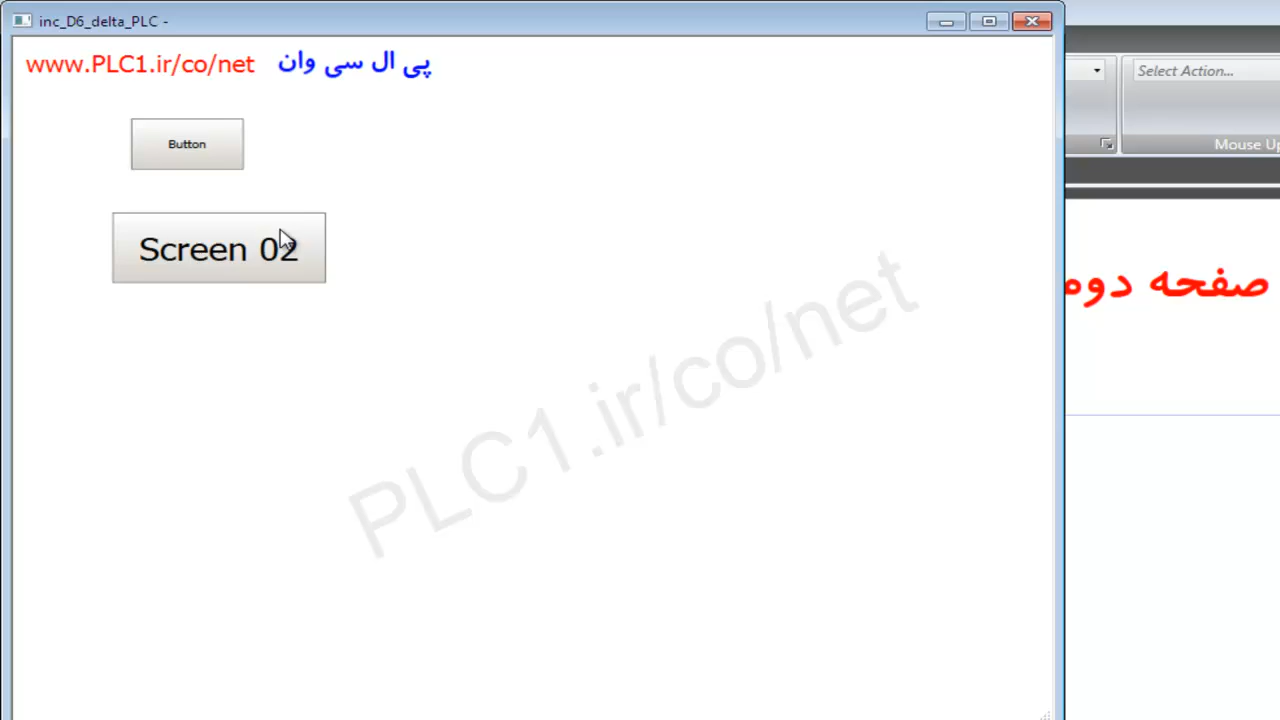 inc_D6_delta_PLC -
www.PLC1.ir/co/net پی ال سی وان
Select Action...
Button
Mouse Up
Screen 02
صفحه دوم
PLC1.ir/co/net